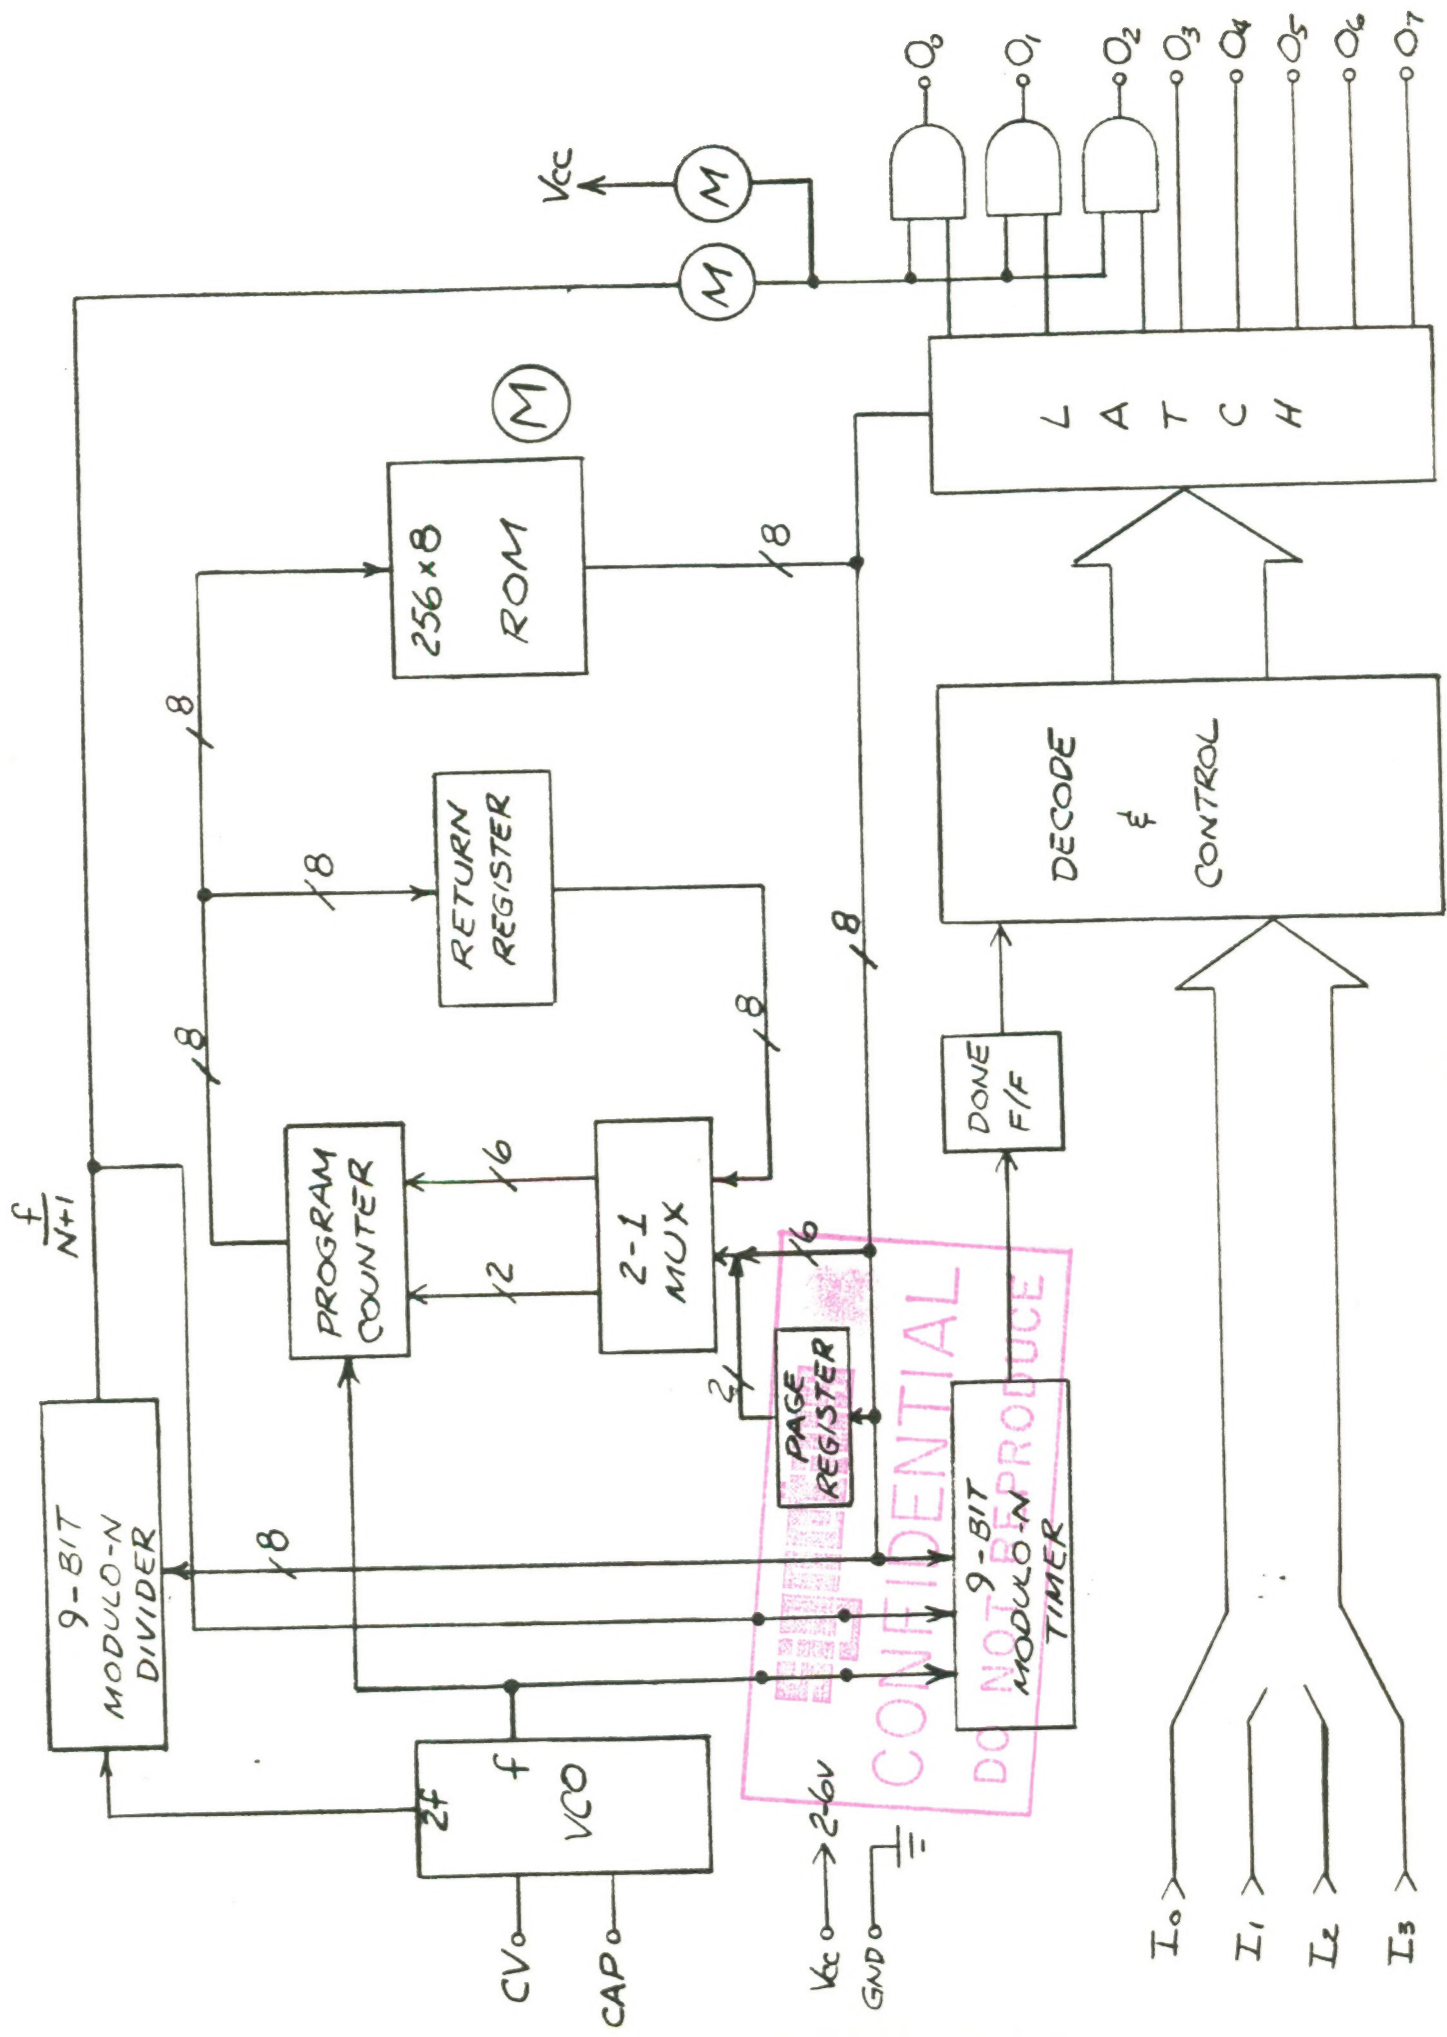 f
N+1
9-BIT
MODULO-N
DIVIDER
8
2f
f
VCO
CV
CAP
PROGRAM
COUNTER
8
8
8
2
6
2-1
MUX
RETURN
REGISTER
8
256x8
ROM
M
8
VCC
M
M
8
6
2
PAGE
REGISTER
VCC
2-6V
GND
CONFIDENTIAL
DO NOT REPRODUCE
9-BIT
MODULO-N
TIMER
DONE
F/F
DECODE
&
CONTROL
LATCH
O0
O1
O2
O3
O4
O5
O6
O7
I0
I1
I2
I3